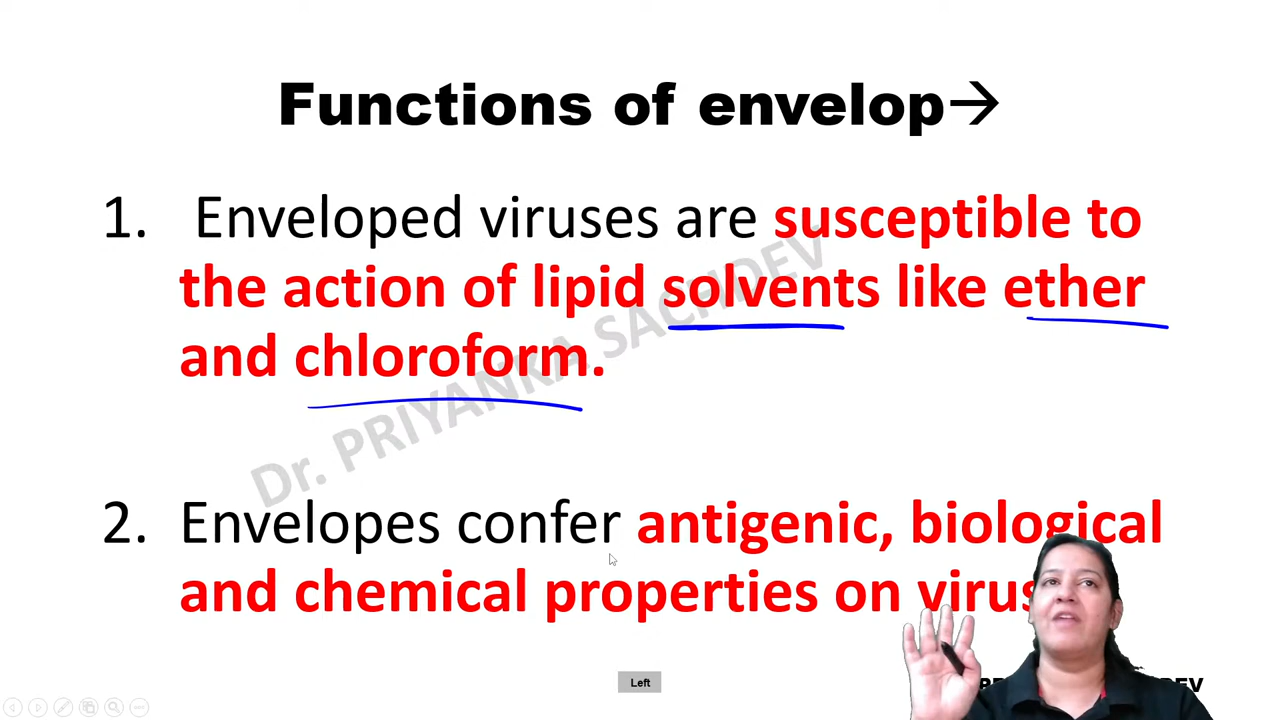 Functions of envelop→
1. Enveloped viruses are susceptible to
the action of lipid solvents like ether
and chloroform.
Dr. PRIYANKA SACHDEV
2. Envelopes confer antigenic, biological
and chemical properties on
Left